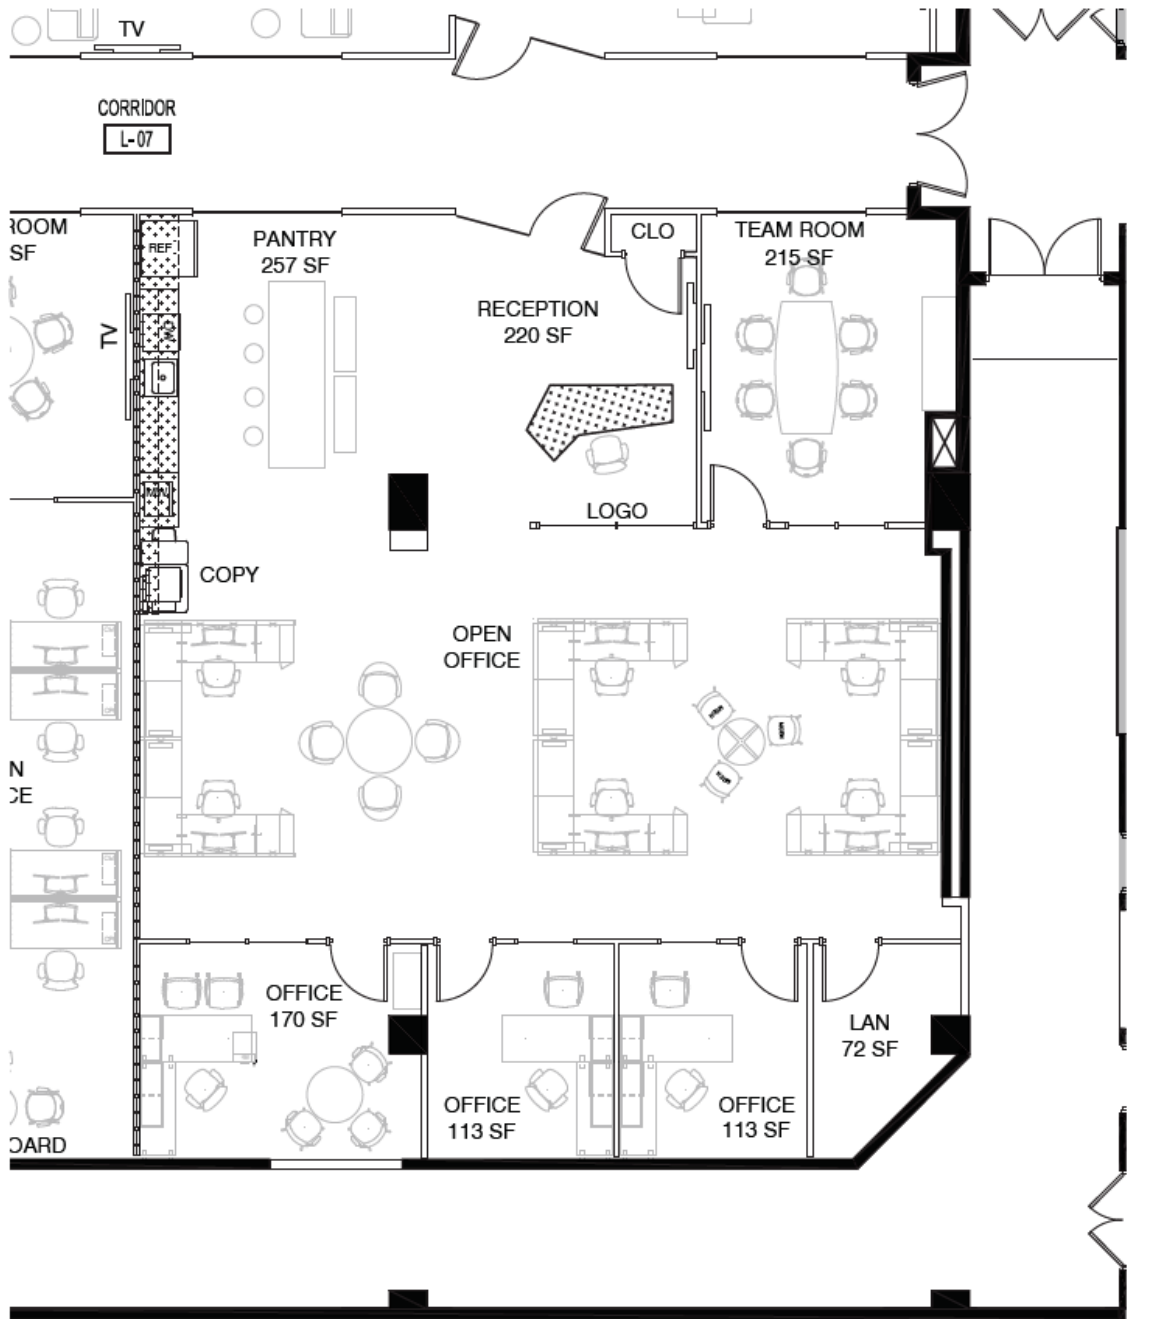 TV
CORRIDOR
L-07
ROOM
SF
REF
PANTRY
257 SF
CLO
TEAM ROOM
215 SF
TV
RECEPTION
220 SF
LOGO
COPY
OPEN
OFFICE
N
CE
OFFICE
170 SF
LAN
72 SF
OFFICE
113 SF
OFFICE
113 SF
OARD